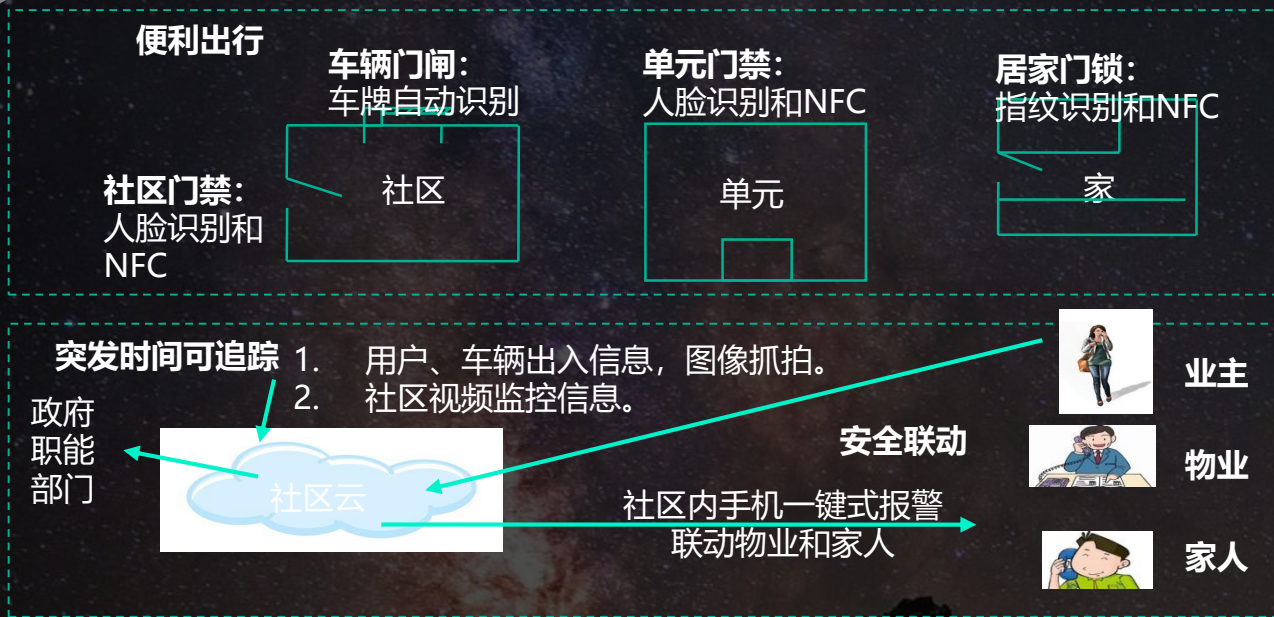 便利出行
车辆门闸：
车牌自动识别
单元门禁：
人脸识别和NFC
居家门锁：
指纹识别和NFC
社区门禁：
人脸识别和
NFC
社区
单元
家
突发时间可追踪
1. 用户、车辆出入信息，图像抓拍。
2. 社区视频监控信息。
政府
职能
部门
社区云
安全联动
社区内手机一键式报警
联动物业和家人
业主
物业
家人